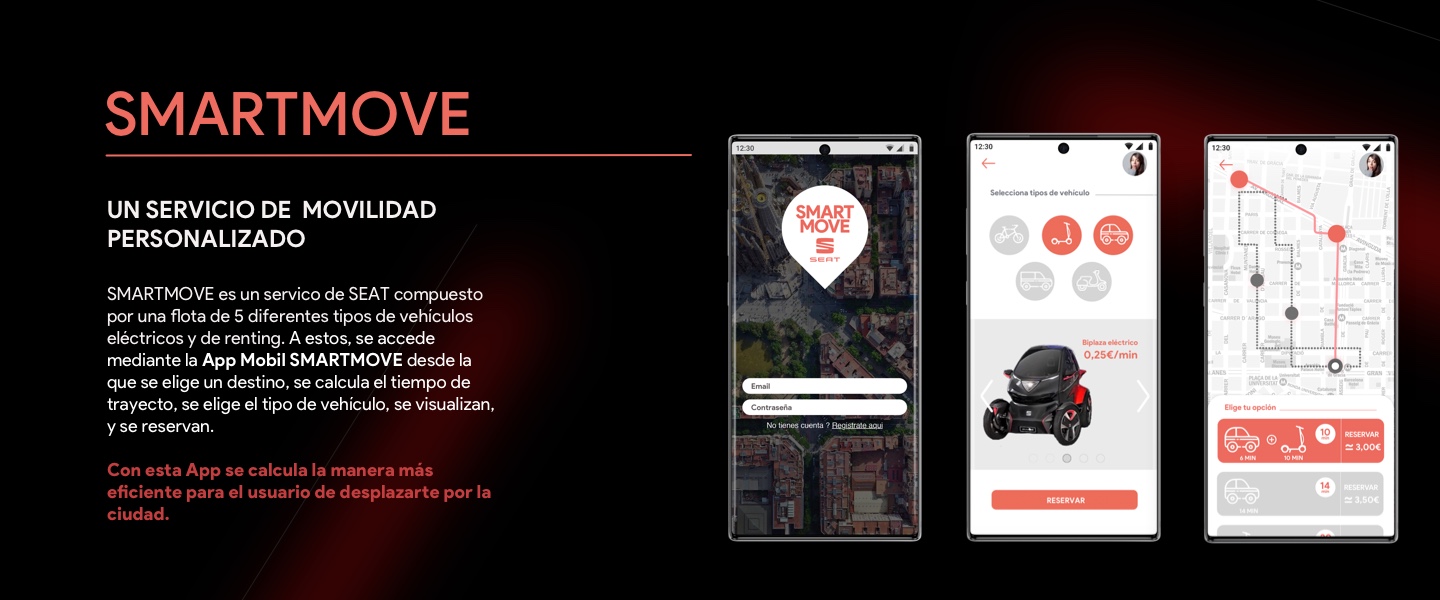 SMARTMOVE
UN SERVICIO DE MOVILIDAD
PERSONALIZADO
SMARTMOVE es un servico de SEAT compuesto
por una flota de 5 diferentes tipos de vehículos
eléctricos y de renting. A estos, se accede
mediante la App Mobil SMARTMOVE desde la
que se elige un destino, se calcula el tiempo de
trayecto, se elige el tipo de vehículo, se visualizan,
y se reservan.
Con esta App se calcula la manera más
eficiente para el usuario de desplazarte por la
ciudad.
12:30
SMART
MOVE
SEAT
Email
Contraseña
No tienes cuenta ? Registrate aqui
12:30
Selecciona tipos de vehículo
Biplaza eléctrico
0,25€/min
RESERVAR
12:30
Elige tu opción
6 MIN
10 MIN
10
RESERVAR
≃ 3,00€
14 MIN
14
RESERVAR
≃ 3,50€